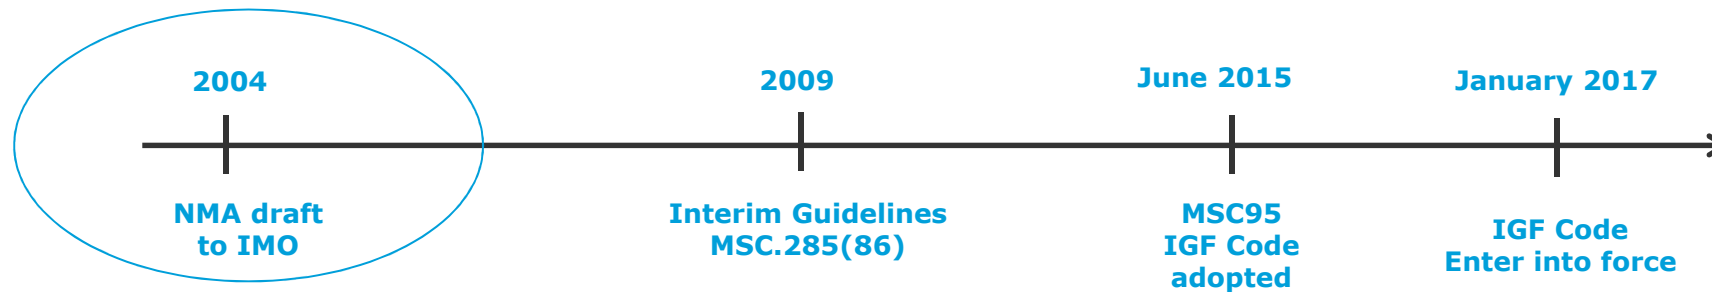 2004
NMA draft
to IMO
2009
Interim Guidelines
MSC.285(86)
June 2015
MSC95
IGF Code
adopted
January 2017
IGF Code
Enter into force